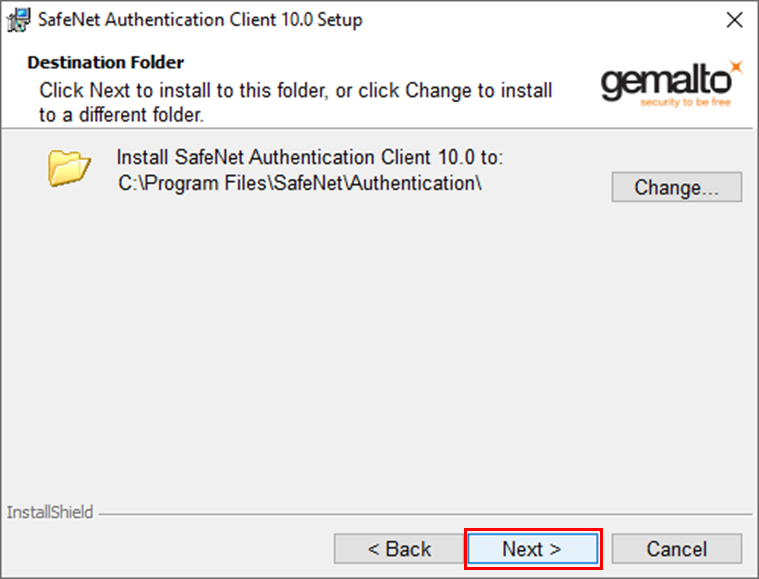 SafeNet Authentication Client 10.0 Setup
Destination Folder
Click Next to install to this folder, or click Change to install
to a different folder.
gemalto
security to be free
Install SafeNet Authentication Client 10.0 to:
C:\Program Files\SafeNet\Authentication\
Change...
InstallShield
< Back
Next >
Cancel